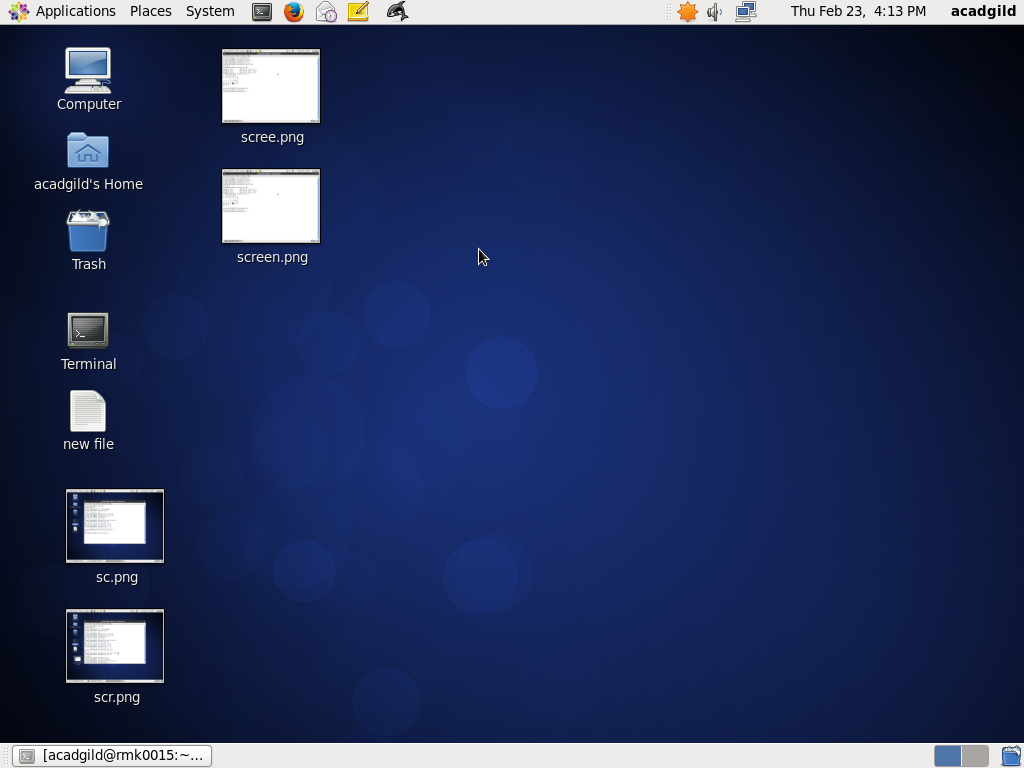 Applications Places System
Thu Feb 23, 4:13 PM acadgild
Computer
scree.png
acadgild's Home
screen.png
Trash
Terminal
new file
sc.png
scr.png
[acadgild@rmk0015:~...